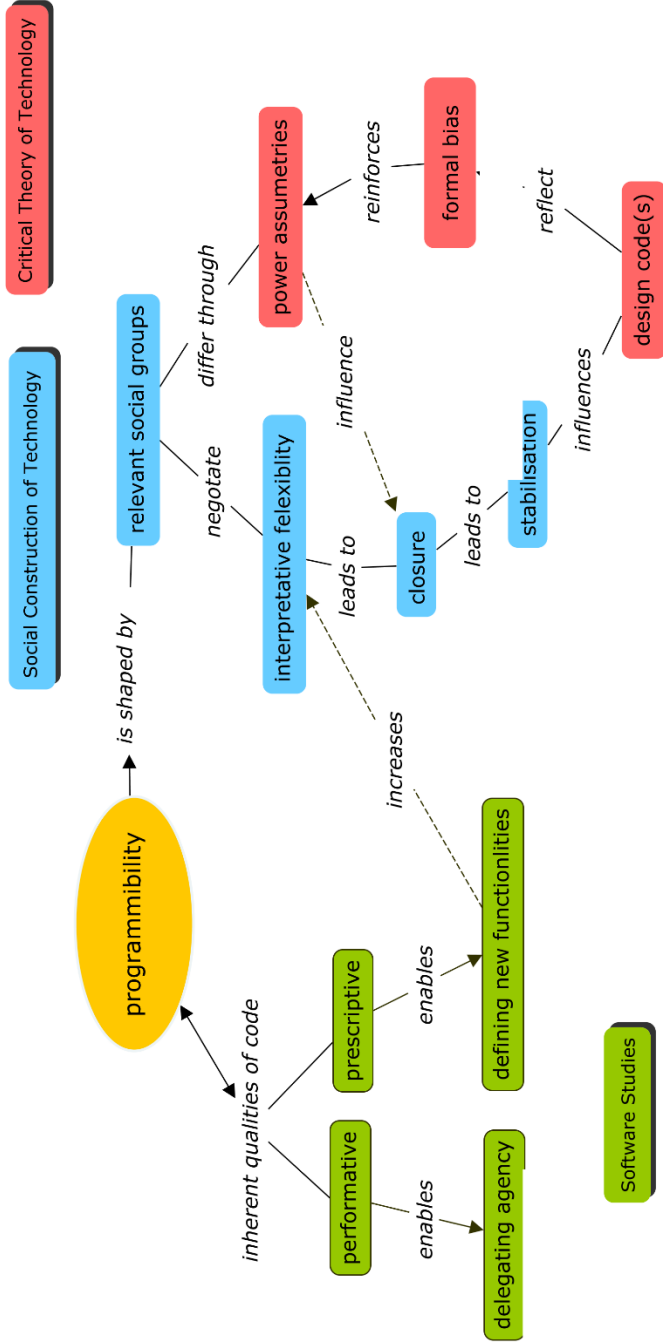 Social Construction of Technology
Critical Theory of Technology
programmibility
is shaped by
relevant social groups
negotate
differ through
inherent qualities of code
interpretative felexiblity
power assumetries
performative
prescriptive
leads to
influence
reinforces
enables
enables
increases
closure
formal bias
delegating agency
defining new functionlities
leads to
stabilisation
reflect
influences
design code(s)
Software Studies